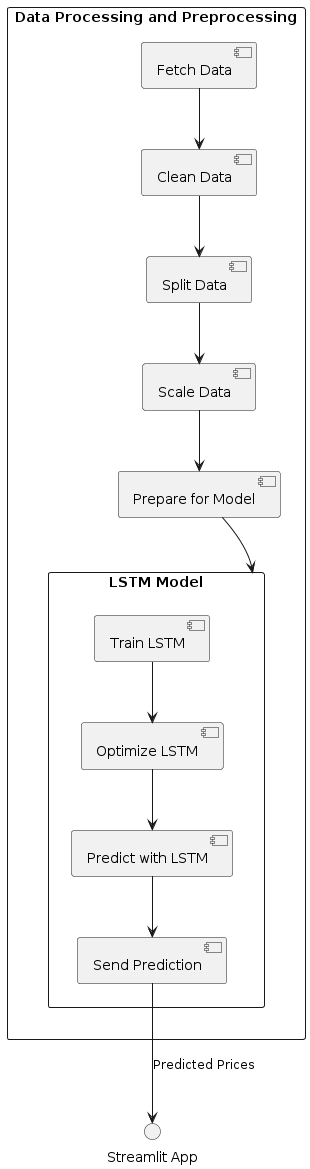 Data Processing and Preprocessing
Fetch Data
Clean Data
Split Data
Scale Data
Prepare for Model
LSTM Model
Train LSTM
Optimize LSTM
Predict with LSTM
Send Prediction
Predicted Prices
Streamlit App